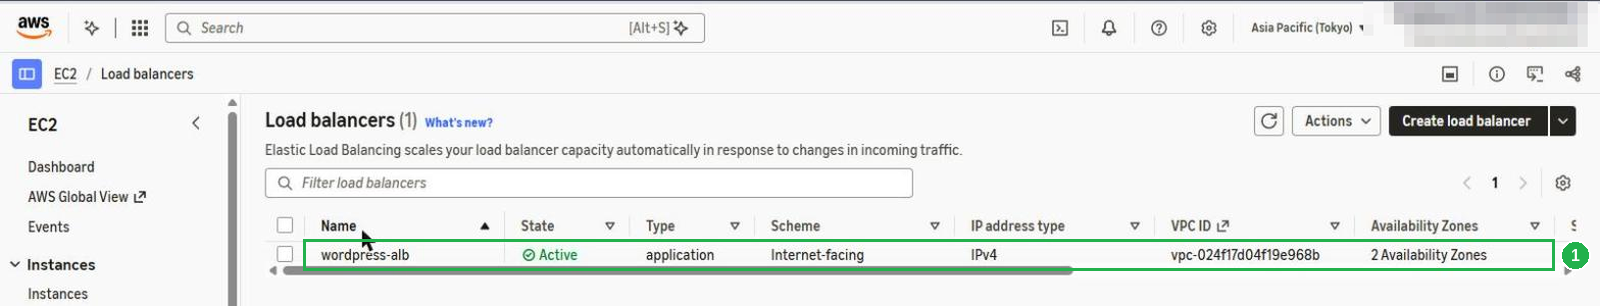 aws
Search [Alt+S]
Asia Pacific (Tokyo)
EC2 / Load balancers
EC2
Dashboard
AWS Global View
Events
Instances
Instances
Load balancers (1) What's new?
Actions
Create load balancer
Elastic Load Balancing scales your load balancer capacity automatically in response to changes in incoming traffic.
Filter load balancers
1
Name State Type Scheme IP address type VPC ID Availability Zones S
wordpress-alb Active application Internet-facing IPv4 vpc-024f17d04f19e968b 2 Availability Zones
1